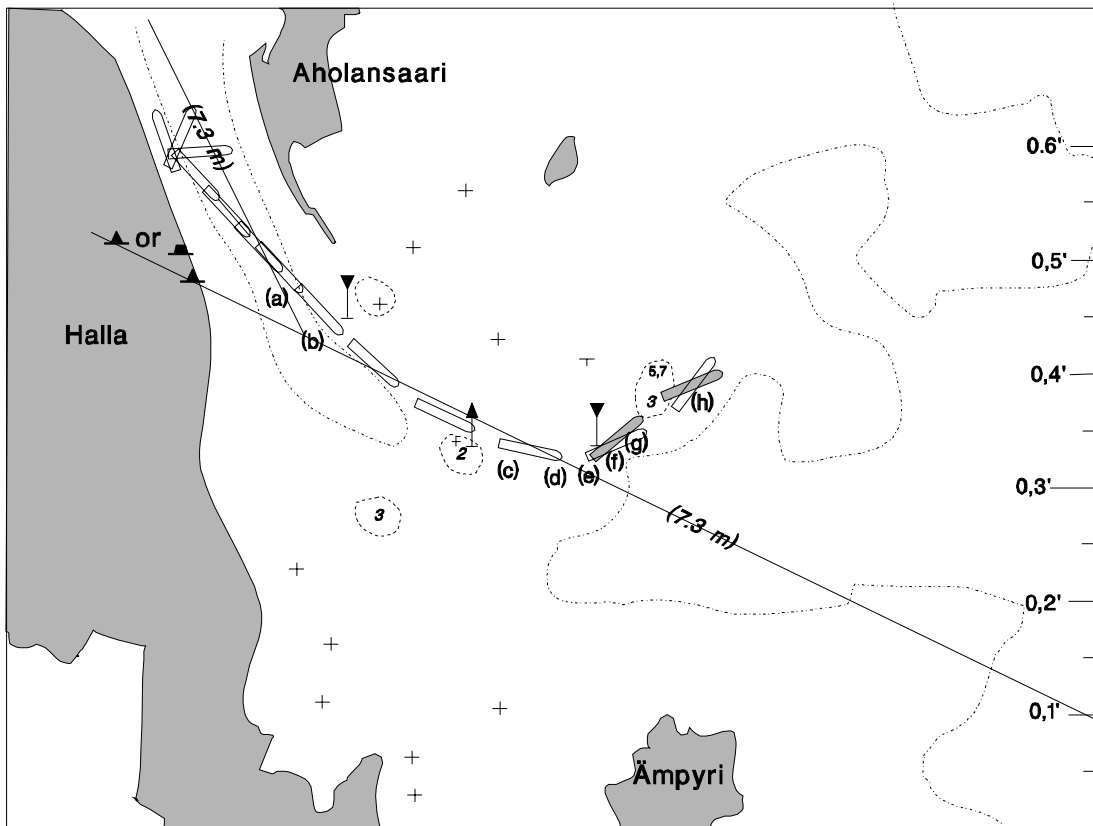 Aholansaari
(7.3 m)
0.6'
or
0,5'
(a)
Halla
(b)
5,7
0,4'
3
(h)
(g)
2
(c)
(d)
(e)
(f)
0,3'
3
(7.3 m)
0,2'
0,1'
Ämpyri